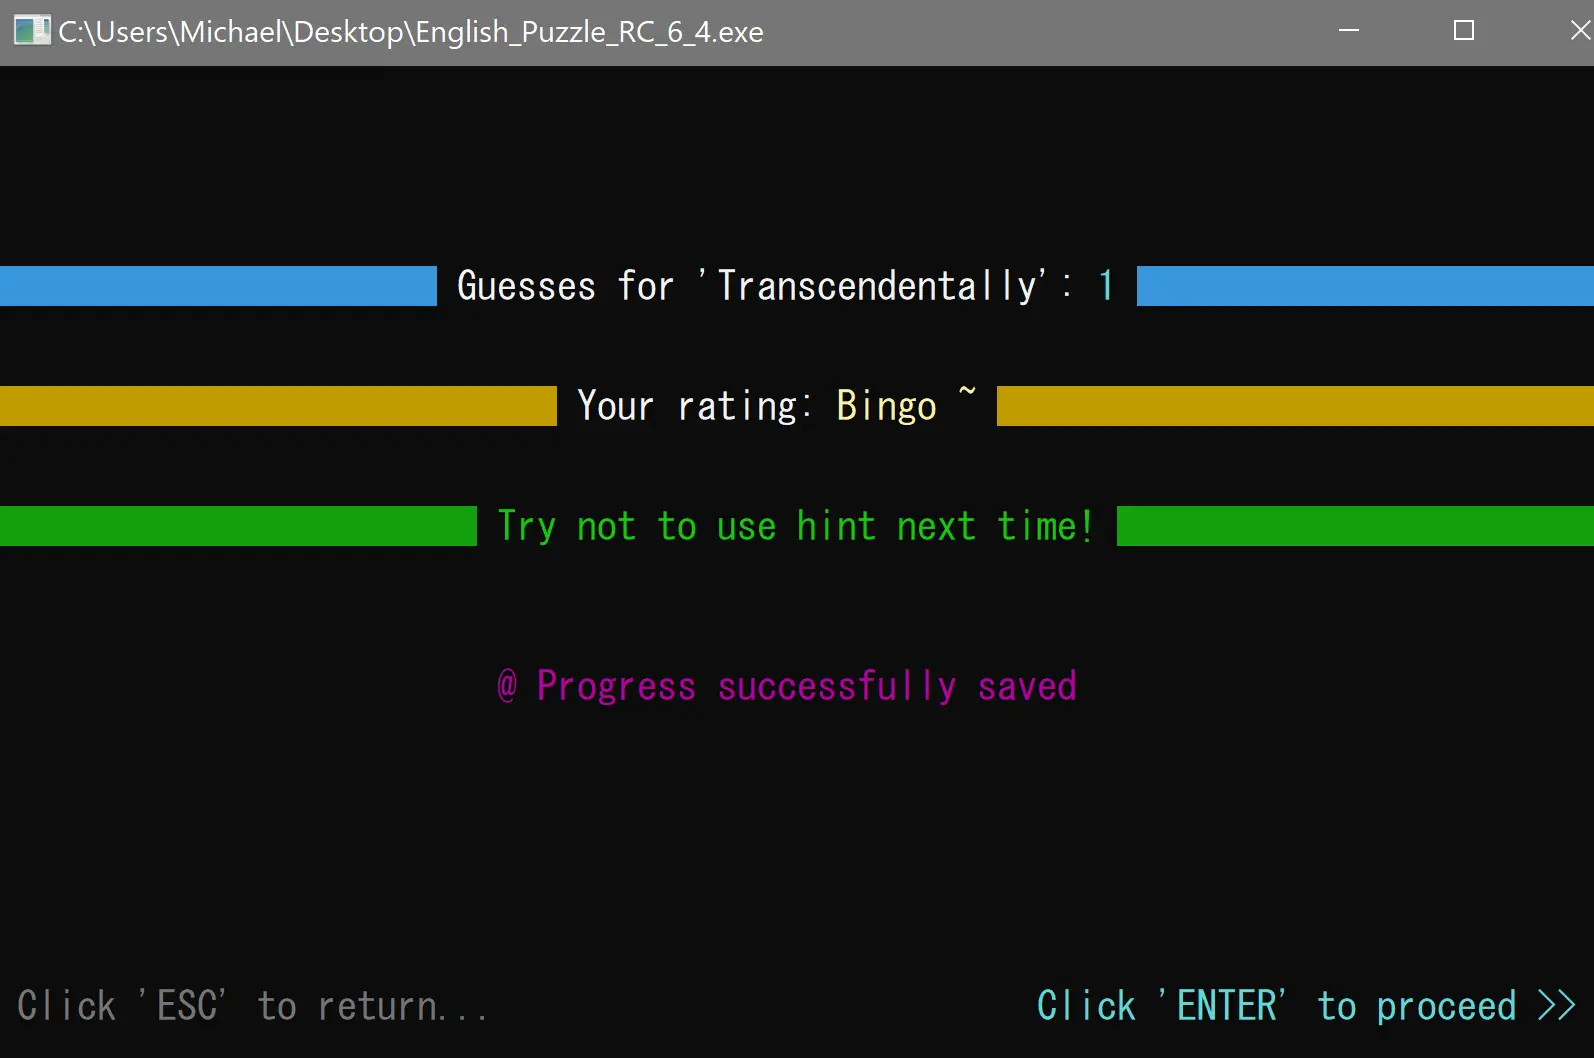 C:\Users\Michael\Desktop\English_Puzzle_RC_6_4.exe
Guesses for 'Transcendentally': 1
Your rating: Bingo ~
Try not to use hint next time!
@ Progress successfully saved
Click 'ESC' to return...
Click 'ENTER' to proceed >>